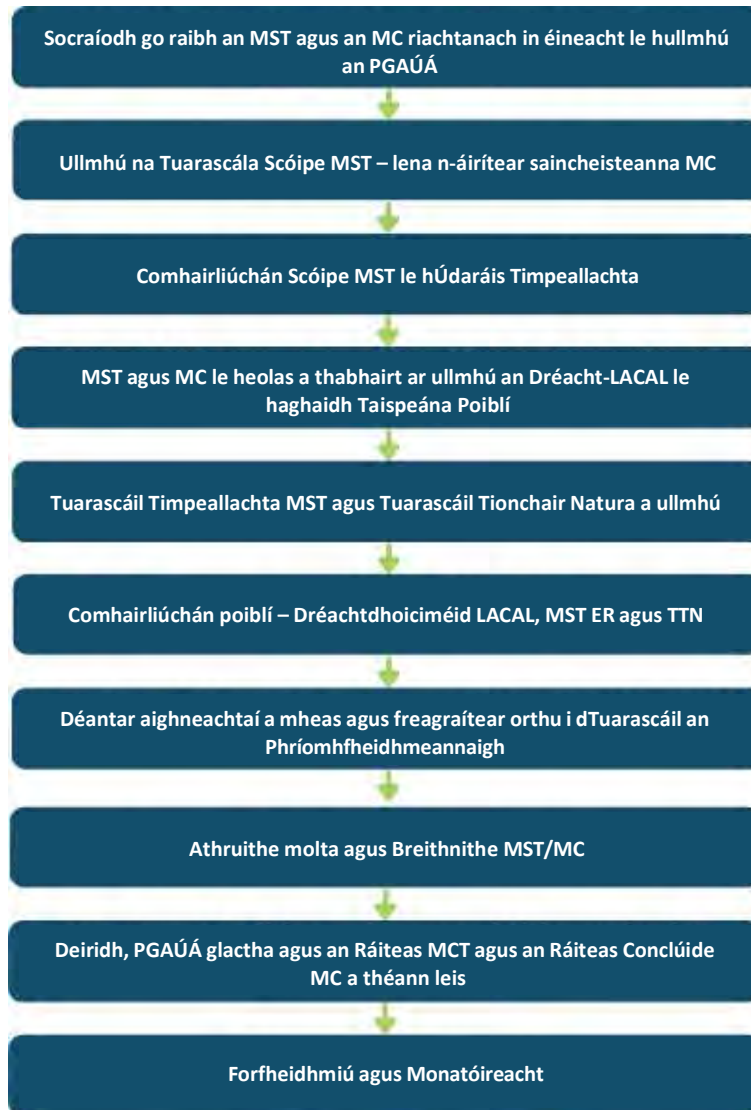 Socraíodh go raibh an MST agus an MC riachtanach in éineacht le hullmhú
an PGAÚÁ
Ullmhú na Tuarascála Scóipe MST – lena n-áirítear saincheisteanna MC
Comhairliúchán Scóipe MST le hÚdaráis Timpeallachta
MST agus MC le heolas a thabhairt ar ullmhú an Dréacht-LACAL le
haghaidh Taispeána Poiblí
Tuarascáil Timpeallachta MST agus Tuarascáil Tionchair Natura a ullmhú
Comhairliúchán poiblí – Dréachtdhoiciméid LACAL, MST ER agus TTN
Déantar aighneachtaí a mheas agus freagraítear orthu i dTuarascáil an
Phríomhfheidhmeannaigh
Athruithe molta agus Breithnithe MST/MC
Deiridh, PGAÚÁ glactha agus an Ráiteas MCT agus an Ráiteas Conclúide
MC a théann leis
Forfheidhmiú agus Monatóireacht